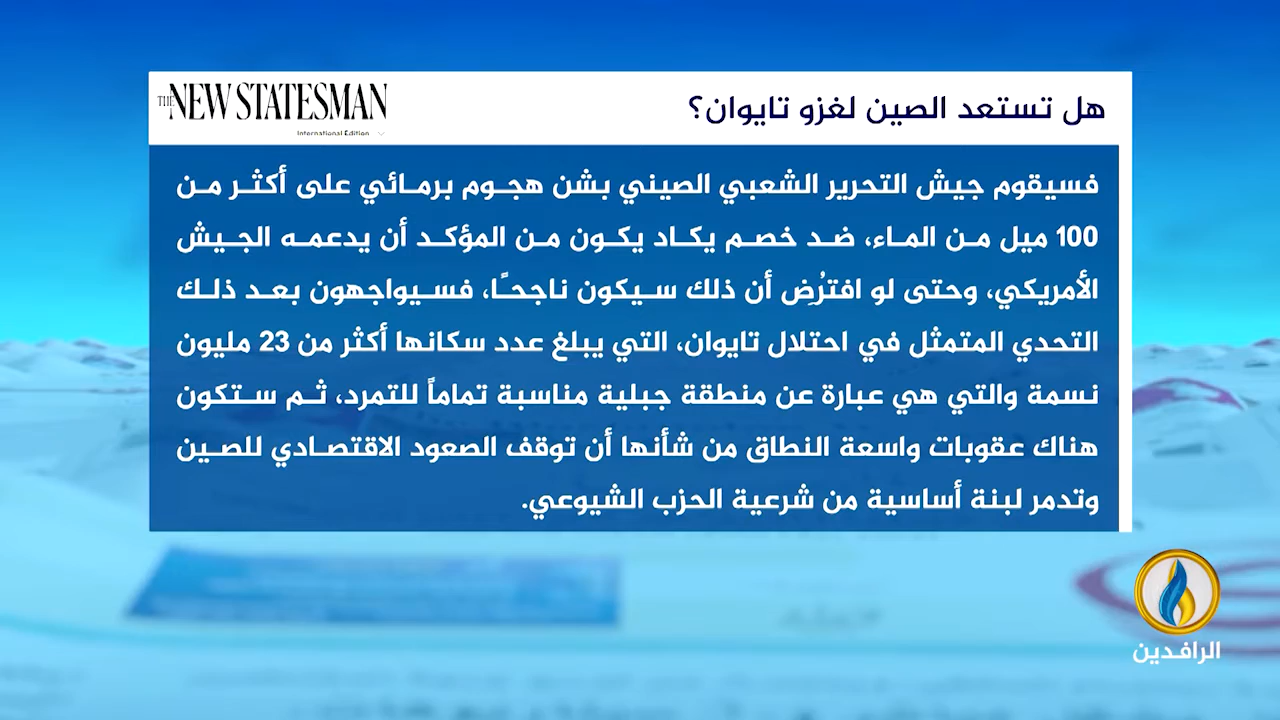 THE NEW STATESMAN
International Edition
هل تستعد الصين لغزو تايوان؟
فسيقوم جيش التحرير الشعبي الصيني بشن هجوم برمائي على أكثر من
100 ميل من الماء، ضد خصم يكاد يكون من المؤكد أن يدعمه الجيش
الأمريكي، وحتى لو افترُض أن ذلك سيكون ناجحًا، فسيواجهون بعد ذلك
التحدي المتمثل في احتلال تايوان، التي يبلغ عدد سكانها أكثر من 23 مليون
نسمة والتي هي عبارة عن منطقة جبلية مناسبة تماماً للتمرد، ثم ستكون
هناك عقوبات واسعة النطاق من شأنها أن توقف الصعود الاقتصادي للصين
وتدمر لبنة أساسية من شرعية الحزب الشيوعي.
الرافدين